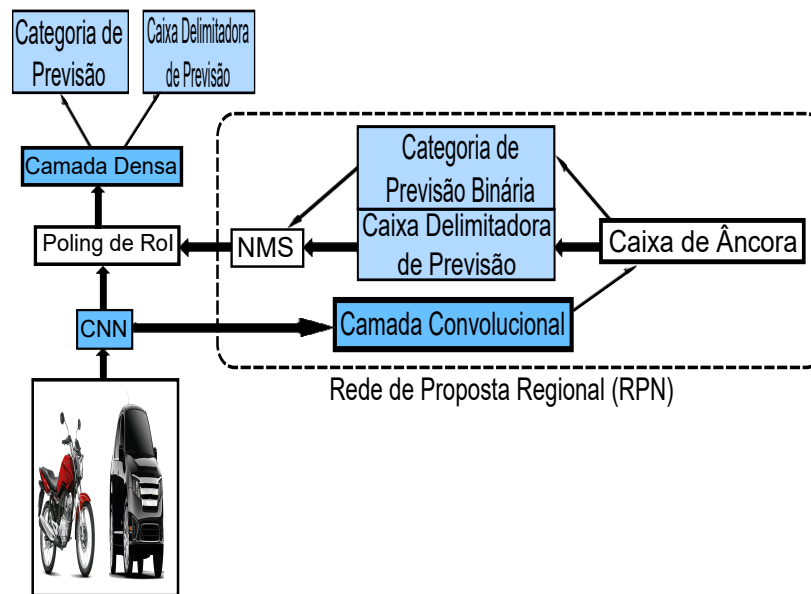 Categoria de
Previsão
Caixa Delimitadora
de Previsão
Camada Densa
Poling de RoI
CNN
NMS
Categoria de
Previsão Binária
Caixa Delimitadora
de Previsão
Caixa de Âncora
Camada Convolucional
Rede de Proposta Regional (RPN)